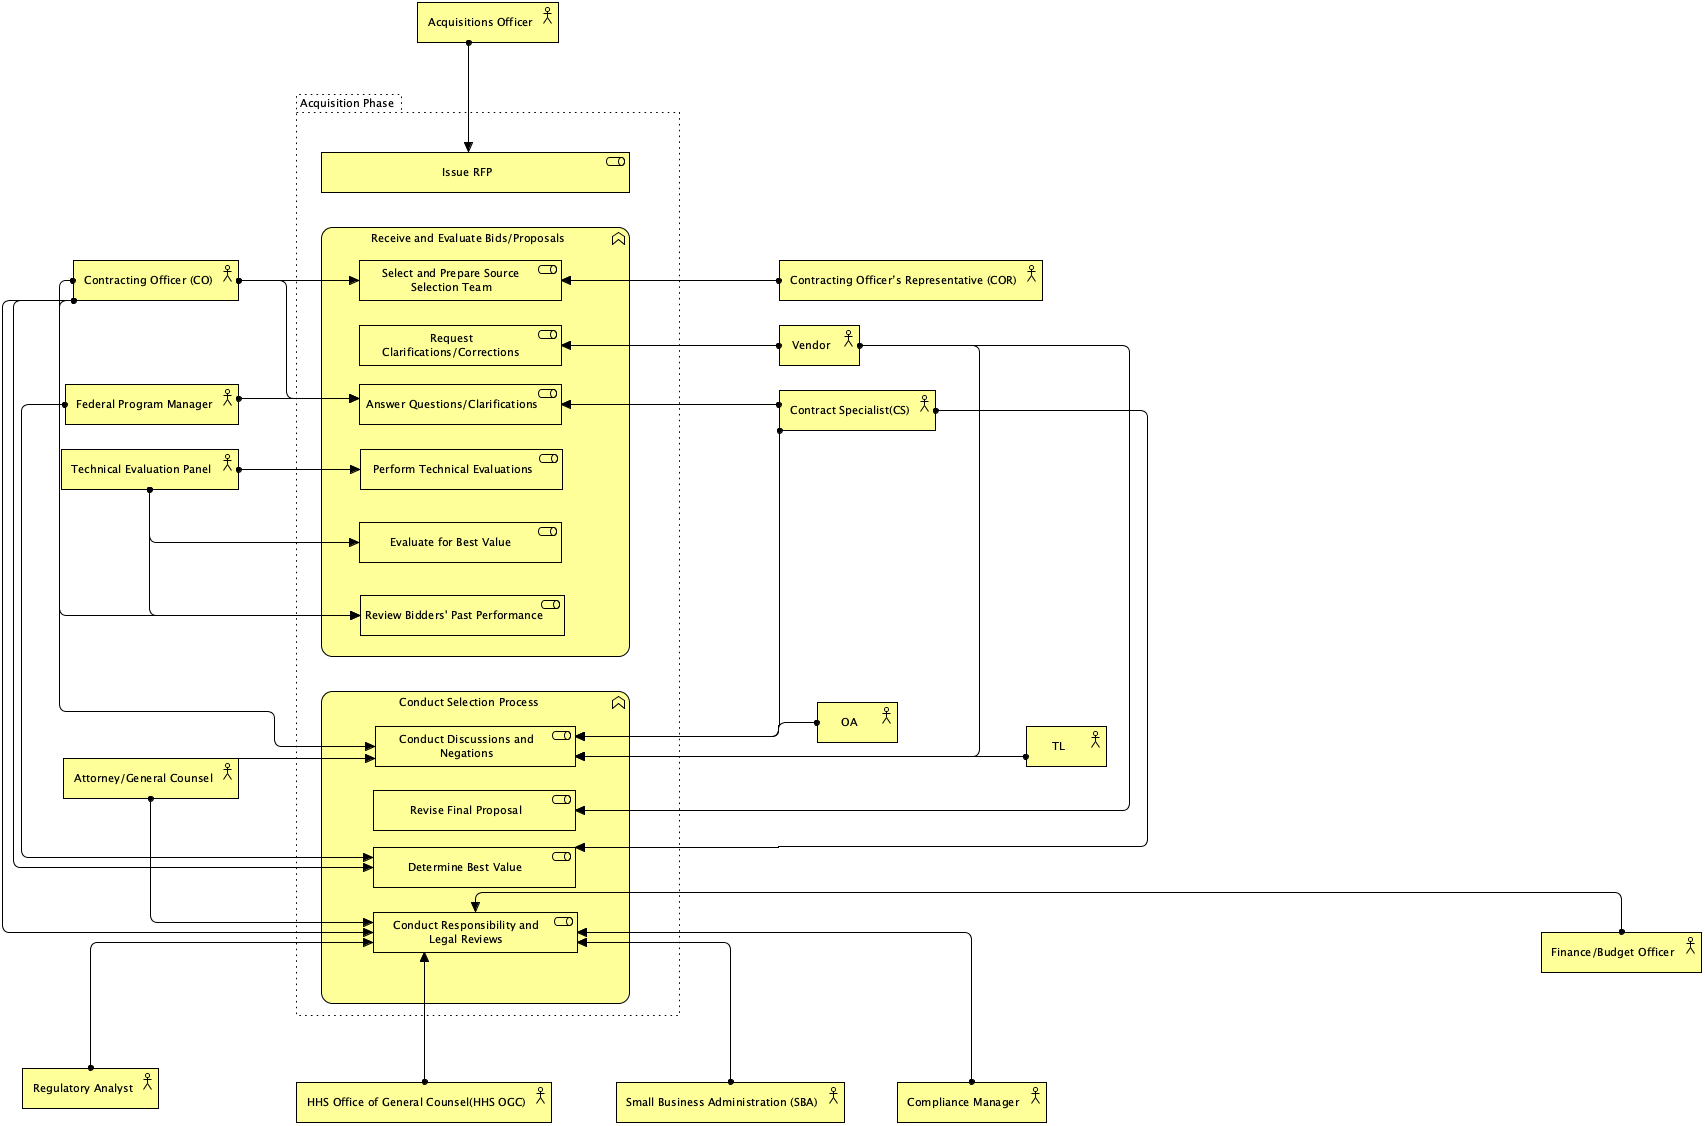 Acquisitions Officer
Acquisition Phase
Issue RFP
Receive and Evaluate Bids/Proposals
Contracting Officer (CO)
Select and Prepare Source
Selection Team
Contracting Officer's Representative (COR)
Request
Clarifications/Corrections
Vendor
Federal Program Manager
Answer Questions/Clarifications
Contract Specialist(CS)
Technical Evaluation Panel
Perform Technical Evaluations
Evaluate for Best Value
Review Bidders' Past Performance
Conduct Selection Process
Conduct Discussions and
Negations
OA
TL
Attorney/General Counsel
Revise Final Proposal
Determine Best Value
Conduct Responsibility and
Legal Reviews
Finance/Budget Officer
Regulatory Analyst
HHS Office of General Counsel(HHS OGC)
Small Business Administration (SBA)
Compliance Manager